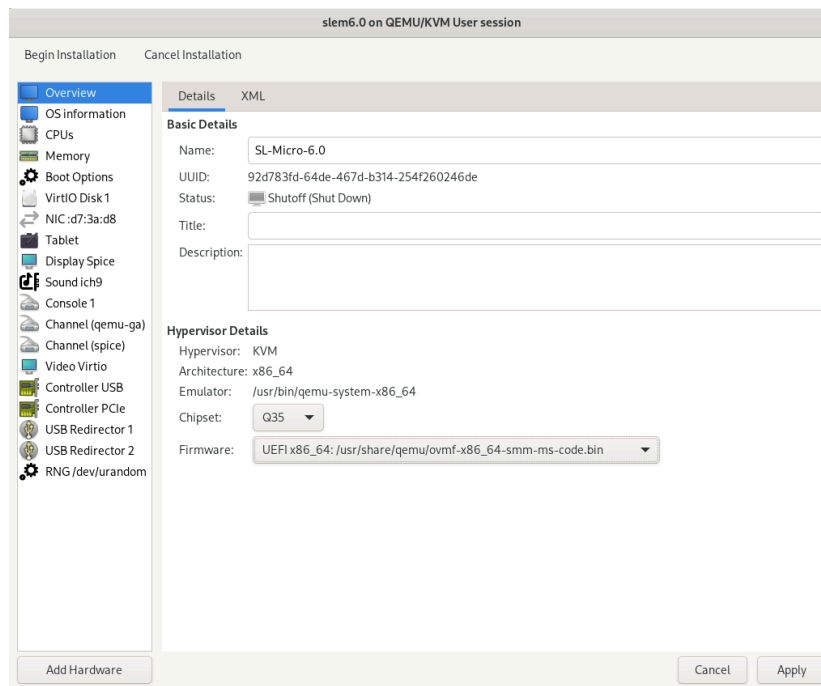 slem6.0 on QEMU/KVM User session
Begin Installation Cancel Installation
Overview
OS information
CPUs
Memory
Boot Options
VirtIO Disk 1
NIC :d7:3a:d8
Tablet
Display Spice
Sound ich9
Console 1
Channel (qemu-ga)
Channel (spice)
Video Virtio
Controller USB
Controller PCIe
USB Redirector 1
USB Redirector 2
RNG /dev/urandom
Add Hardware
Details XML
Basic Details
Name: SL-Micro-6.0
UUID: 92d783fd-64de-467d-b314-254f260246de
Status: Shutoff (Shut Down)
Title:
Description:
Hypervisor Details
Hypervisor: KVM
Architecture: x86_64
Emulator: /usr/bin/qemu-system-x86_64
Chipset: Q35
Firmware: UEFI x86_64: /usr/share/qemu/ovmf-x86_64-smm-ms-code.bin
Cancel Apply